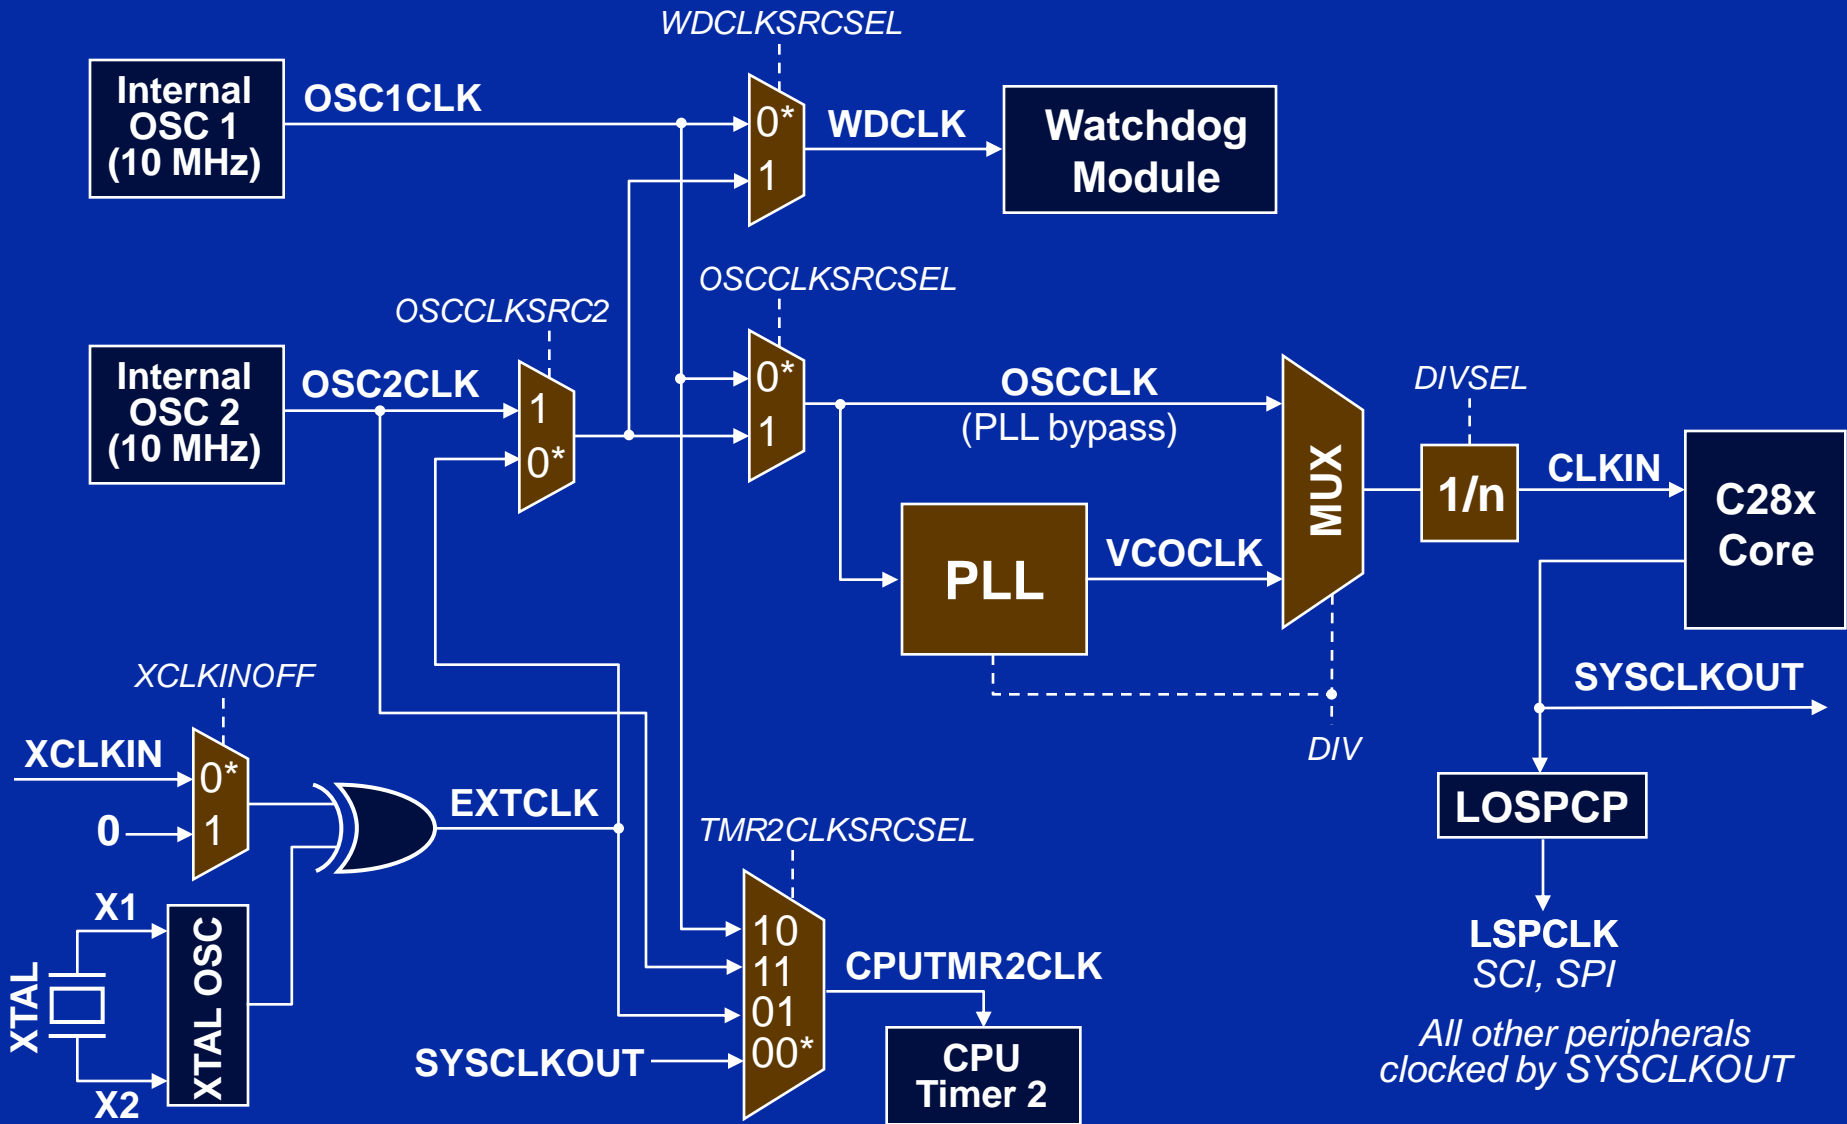 WDCLKSRCSEL
Internal
OSC 1
(10 MHz)
OSC1CLK
0*
1
WDCLK
Watchdog
Module
OSCCLKSRCSEL
OSCCLKSRC2
Internal
OSC 2
(10 MHz)
OSC2CLK
1
0*
0*
1
OSCCLK
(PLL bypass)
MUX
DIVSEL
1/n
CLKIN
C28x
Core
PLL
VCOCLK
DIV
SYSCLKOUT
XCLKINOFF
XCLKIN
0*
0
1
EXTCLK
TMR2CLKSRCSEL
LOSPCP
X1
XTAL
XTAL OSC
X2
10
11
01
00*
SYSCLKOUT
CPUTMR2CLK
CPU
Timer 2
LSPCLK
SCI, SPI
All other peripherals
clocked by SYSCLKOUT